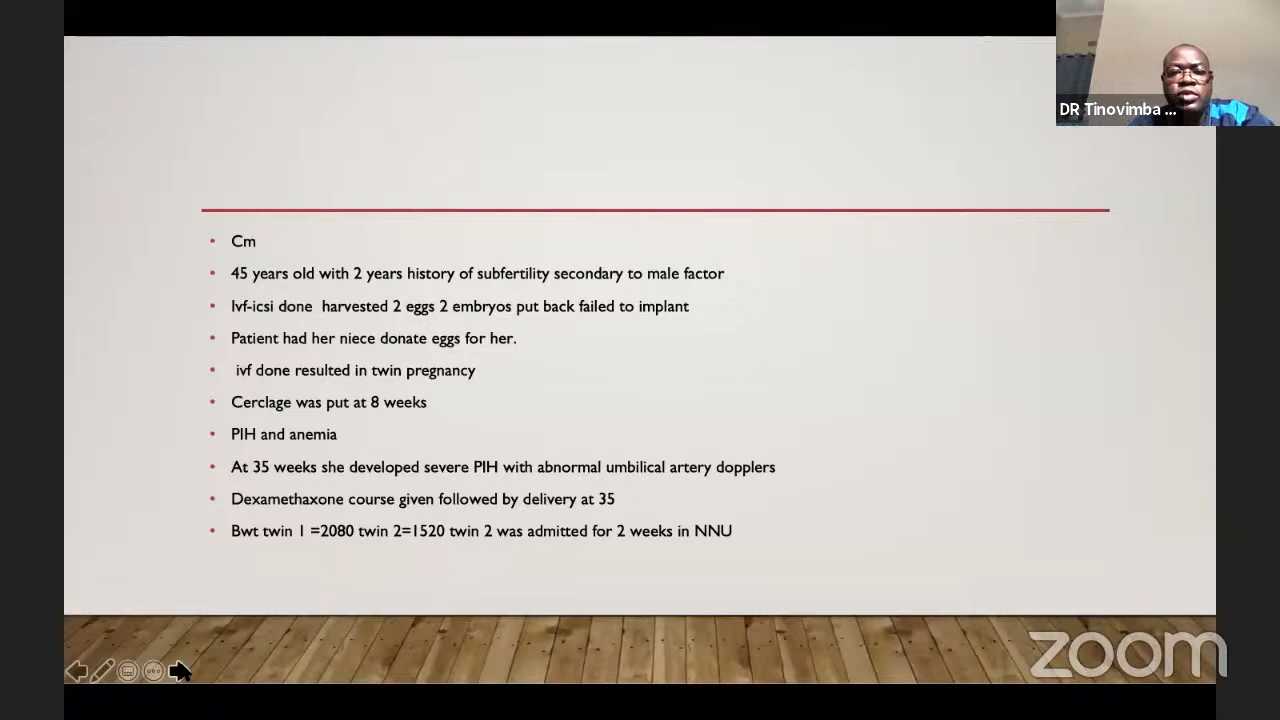 DR Tinovimba ...
Cm
45 years old with 2 years history of subfertility secondary to male factor
Ivf-icsi done harvested 2 eggs 2 embryos put back failed to implant
Patient had her niece donate eggs for her.
ivf done resulted in twin pregnancy
Cerclage was put at 8 weeks
PIH and anemia
At 35 weeks she developed severe PIH with abnormal umbilical artery dopplers
Dexamethaxone course given followed by delivery at 35
Bwt twin 1 =2080 twin 2=1520 twin 2 was admitted for 2 weeks in NNU
zoom